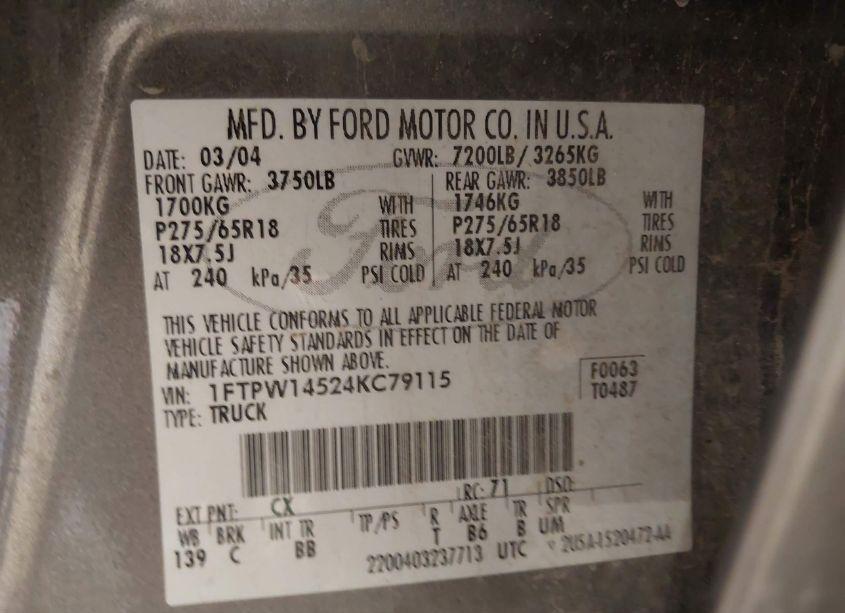 MFD. BY FORD MOTOR CO. IN U.S.A.
DATE: 03/04 GVWR: 7200LB/ 3265KG
FRONT GAWR: 3750LB REAR GAWR: 3850LB
1700KG WITH 1746KG WITH
P275/65R18 TIRES P275/65R18 TIRES
18X7.5J RIMS 18X7.5J RIMS
AT 240 kPa/35 PSI COLD AT 240 kPa/35 PSI COLD
Ford
THIS VEHICLE CONFORMS TO ALL APPLICABLE FEDERAL MOTOR
VEHICLE SAFETY STANDARDS IN EFFECT ON THE DATE OF
MANUFACTURE SHOWN ABOVE.
VIN: 1FTPW14524KC79115 F0063
TYPE: TRUCK T0487
EXT PNT: CX RC: 71 DSO:
WB BRK INT TR TP/PS R AXLE TR SPR
139 C BB T B6 B UM
2200403237713 UTC 2U5A-1520472-AA